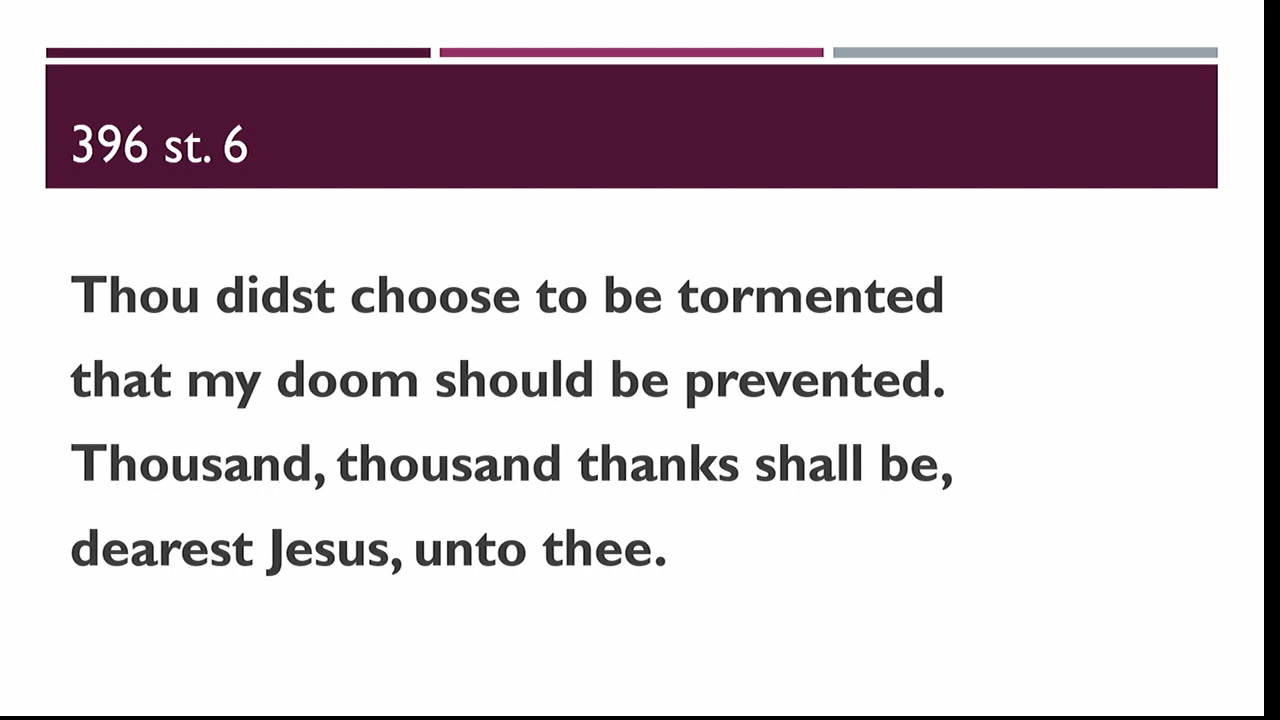 396 st. 6
Thou didst choose to be tormented
that my doom should be prevented.
Thousand, thousand thanks shall be,
dearest Jesus, unto thee.